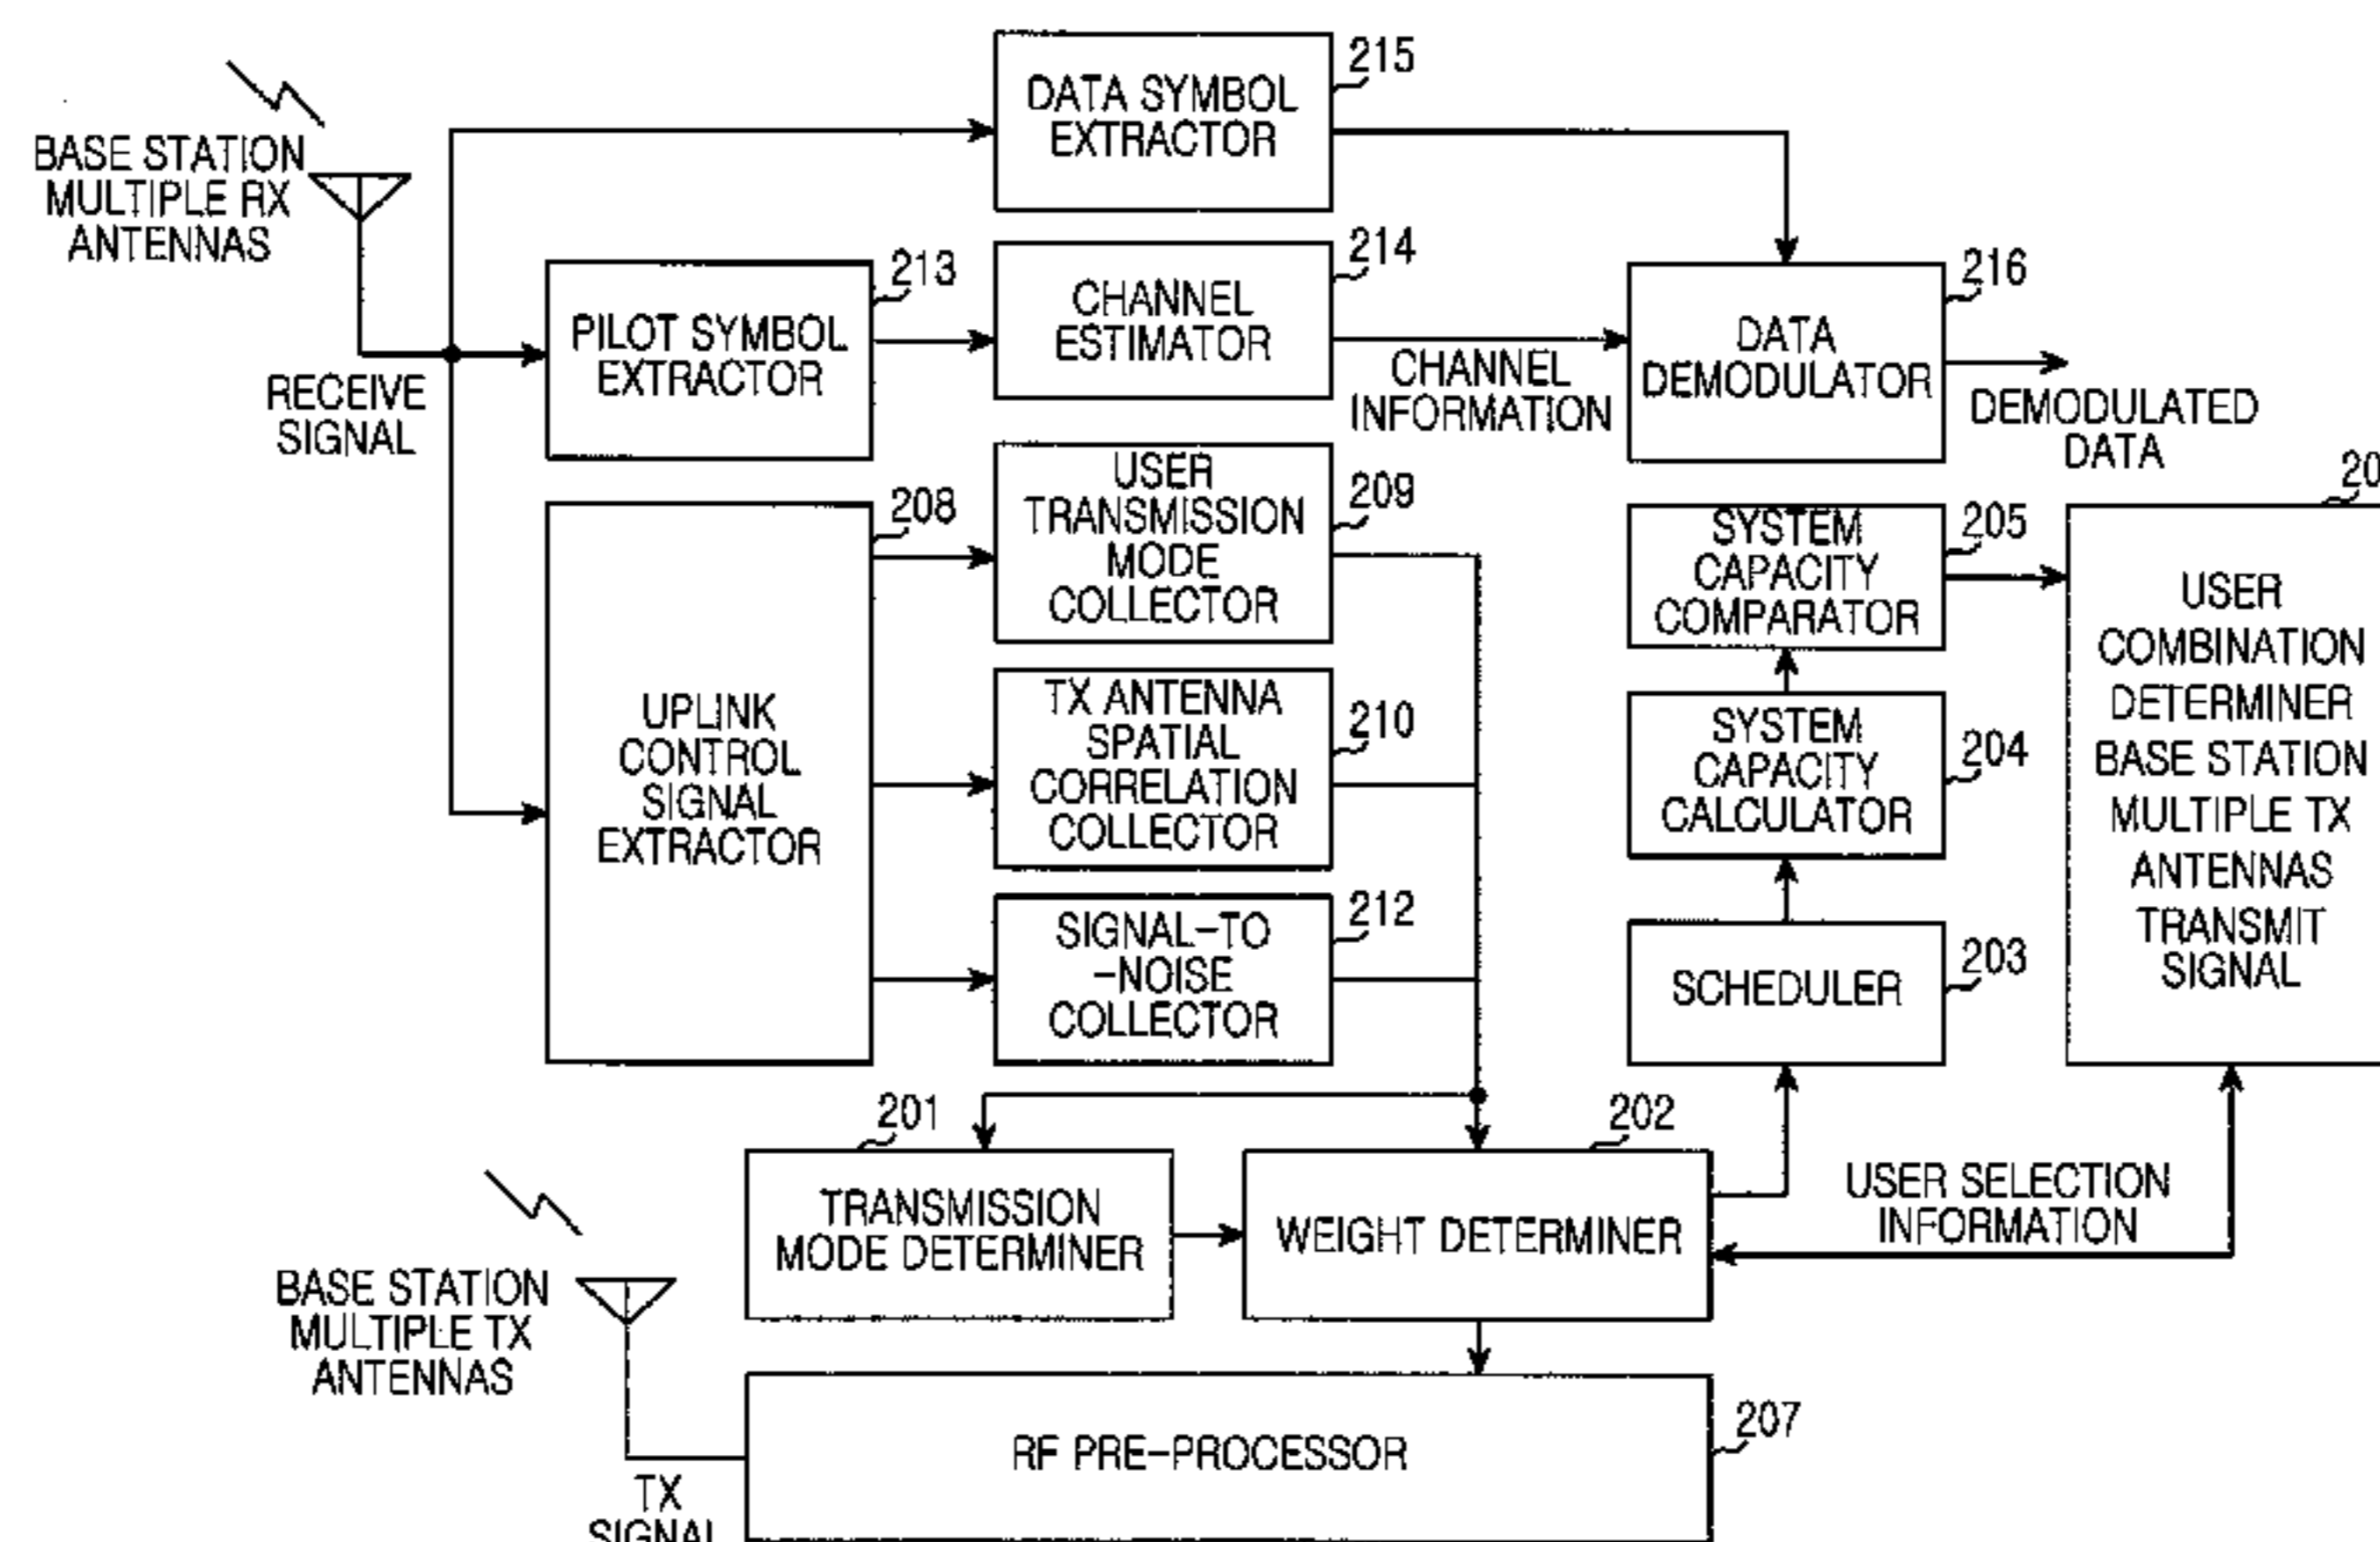 215
DATA SYMBOL
EXTRACTOR
BASE STATION
MULTIPLE RX
ANTENNAS
RECEIVE
SIGNAL
213
PILOT SYMBOL
EXTRACTOR
214
CHANNEL
ESTIMATOR
CHANNEL
INFORMATION
216
DATA
DEMODULATOR
DEMODULATED
DATA
208
UPLINK
CONTROL
SIGNAL
EXTRACTOR
209
USER
TRANSMISSION
MODE
COLLECTOR
210
TX ANTENNA
SPATIAL
CORRELATION
COLLECTOR
212
SIGNAL-TO
-NOISE
COLLECTOR
205
SYSTEM
CAPACITY
COMPARATOR
204
SYSTEM
CAPACITY
CALCULATOR
203
SCHEDULER
USER
COMBINATION
DETERMINER
BASE STATION
MULTIPLE TX
ANTENNAS
TRANSMIT
SIGNAL
201
TRANSMISSION
MODE DETERMINER
202
WEIGHT DETERMINER
USER SELECTION
INFORMATION
BASE STATION
MULTIPLE TX
ANTENNAS
TX
SIGNAL
207
RF PRE-PROCESSOR